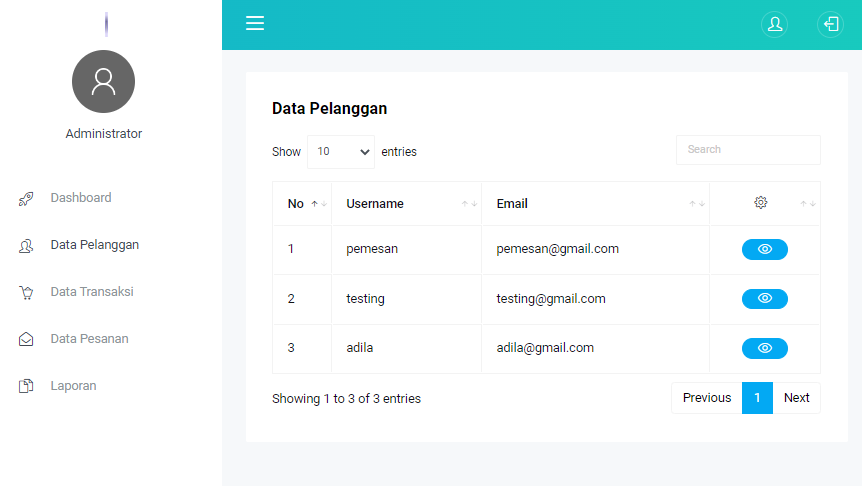 Administrator
Dashboard
Data Pelanggan
Data Transaksi
Data Pesanan
Laporan
Data Pelanggan
Show 10 entries
Search
No Username Email
1 pemesan pemesan@gmail.com
2 testing testing@gmail.com
3 adila adila@gmail.com
Showing 1 to 3 of 3 entries
Previous 1 Next